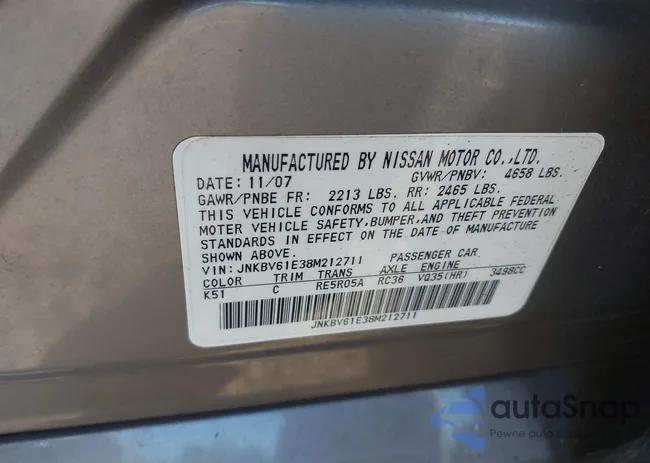 MANUFACTURED BY NISSAN MOTOR CO.,LTD.
DATE: 11/07 GVWR/PNBV: 4658 LBS.
GAWR/PNBE FR: 2213 LBS. RR: 2465 LBS.
THIS VEHICLE CONFORMS TO ALL APPLICABLE FEDERAL
MOTOR VEHICLE SAFETY, BUMPER, AND THEFT PREVENTION
STANDARDS IN EFFECT ON THE DATE OF MANUFACTURE
SHOWN ABOVE.
VIN: JNKBV61E38M212711 PASSENGER CAR
COLOR TRIM TRANS AXLE ENGINE
K51 C RE5R05A RC36 VQ35(HR) 3498CC
JNKBV61E38M212711
autoSnap
Pewne auto